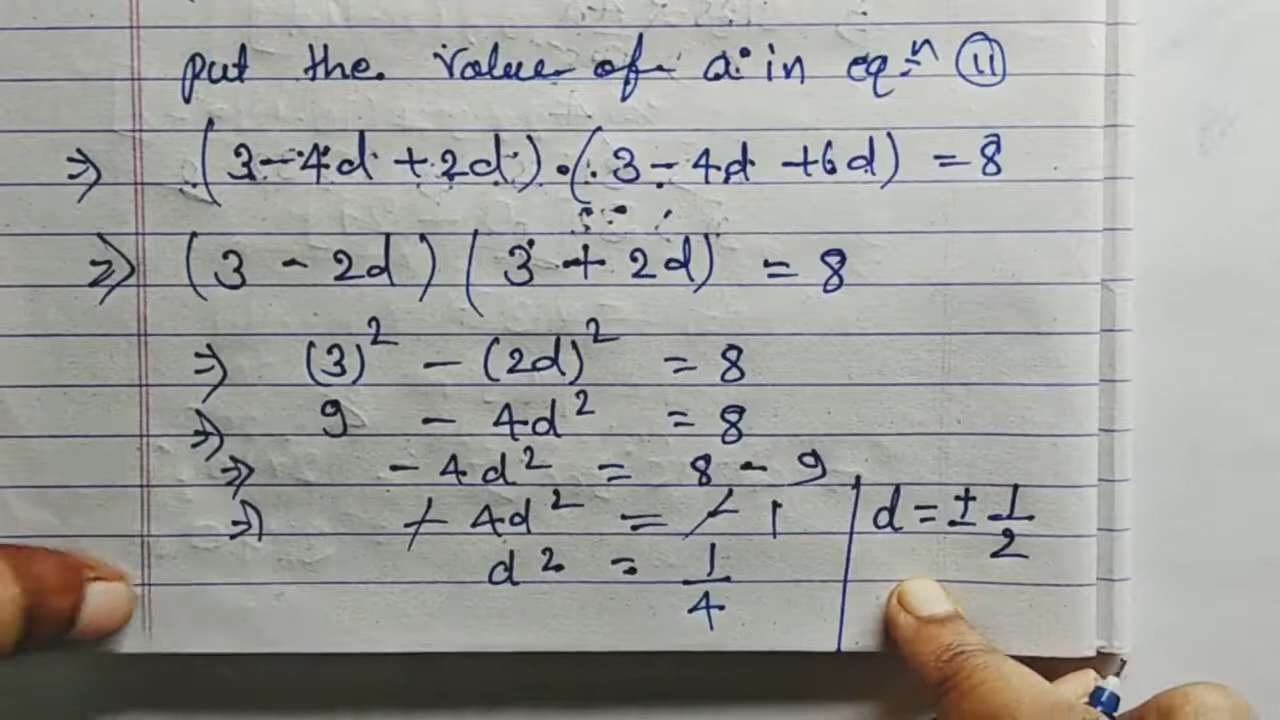 put the value of a in eqⁿ (11)
⇒ (3-4d+2d).(3-4d+6d) = 8
⇒ (3-2d)(3+2d) = 8
⇒ (3)² - (2d)² = 8
⇒ 9 - 4d² = 8
⇒ -4d² = 8-9
⇒ -4d² = -1
d² = 1/4
d = ± 1/2